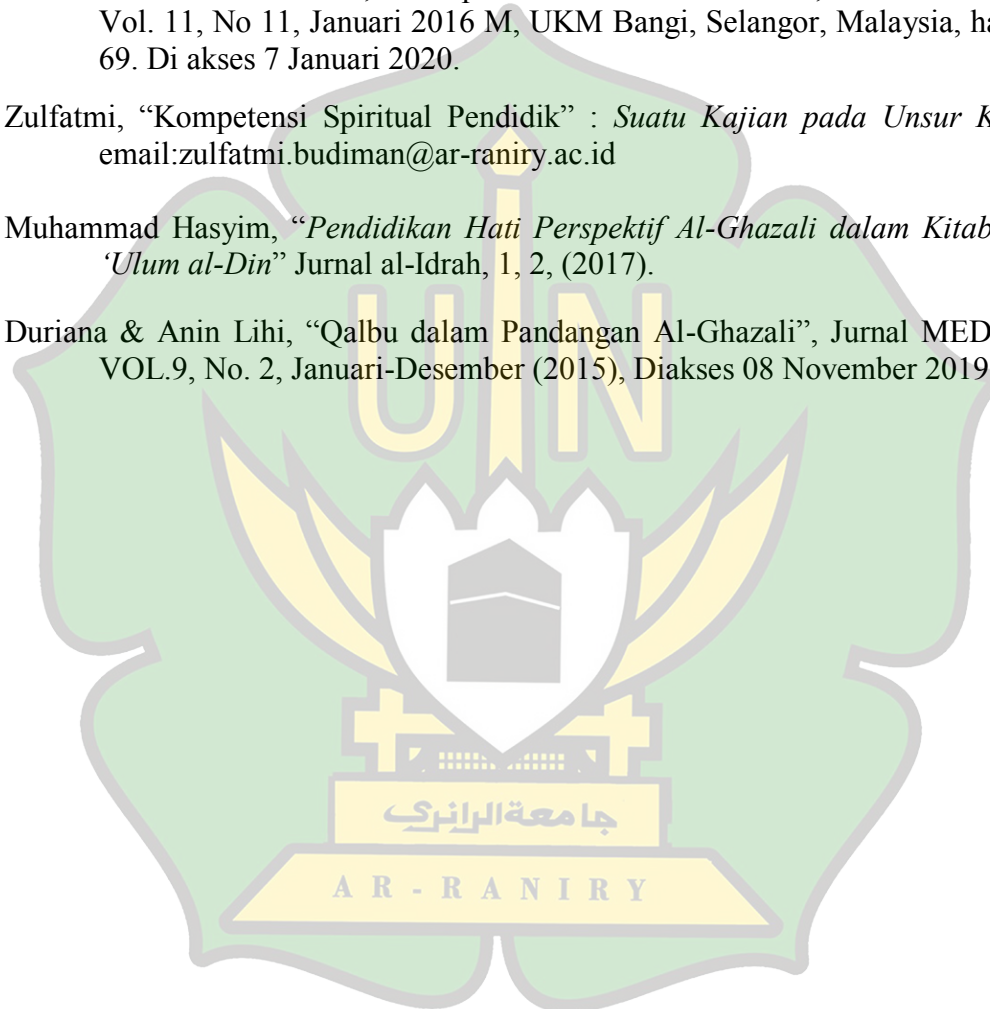 Vol. 11, No 11, Januari 2016 M, UKM Bangi, Selangor, Malaysia,
69. Di akses 7 Januari 2020.
Zulfatmi, “Kompetensi Spiritual Pendidik” : Suatu Kajian pada Unsur
email:zulfatmi.budiman@ar-raniry.ac.id
Muhammad Hasyim, “Pendidikan Hati Perspektif Al-Ghazali dalam Kitab
‘Ulum al-Din” Jurnal al-Idrah, 1, 2, (2017).
Duriana & Anin Lihi, “Qalbu dalam Pandangan Al-Ghazali”, Jurnal
VOL.9, No. 2, Januari-Desember (2015), Diakses 08 November 2019
UIN
جامعة الرانري
AR-RANIRY